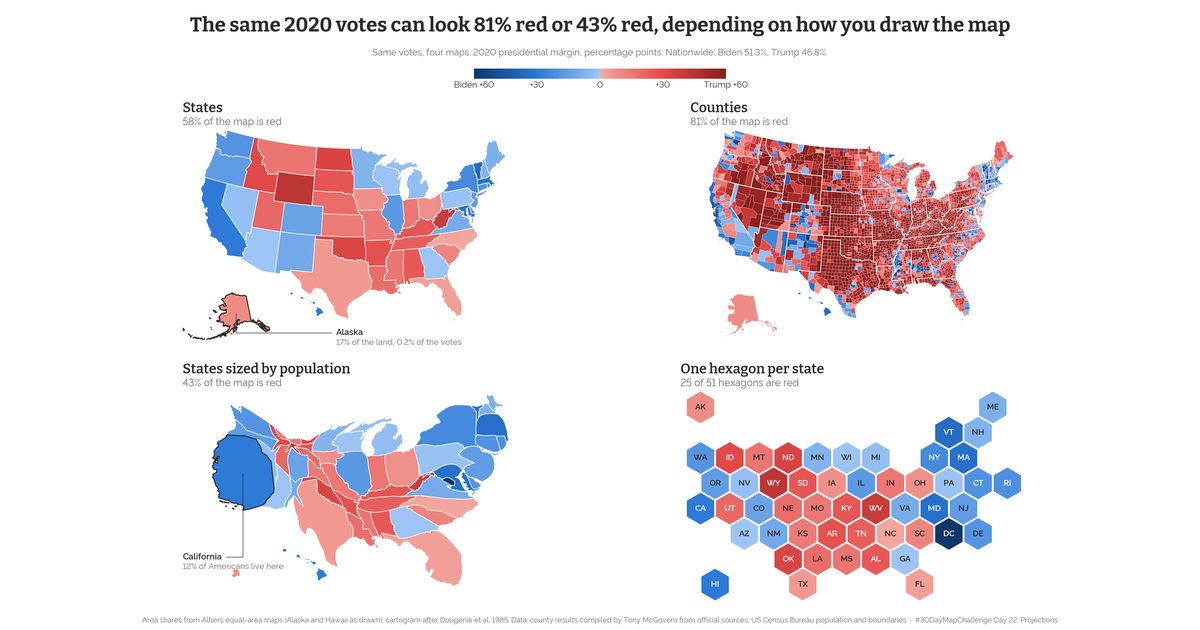 The same 2020 votes can look 81% red or 43% red, depending on how you draw the map
Same votes, four maps. 2020 presidential margin, percentage points. Nationwide: Biden 51.3%, Trump 46.8%.
Biden +60 +30 0 +30 Trump +60
States
58% of the map is red
Alaska
17% of the land, 0.2% of the votes
Counties
81% of the map is red
States sized by population
43% of the map is red
California
12% of Americans live here
One hexagon per state
25 of 51 hexagons are red
AK ME
VT NH
WA ID MT ND MN WI MI NY MA
OR NV WY SD IA IL IN OH PA CT RI
CA UT CO NE MO KY WV VA MD NJ
AZ NM KS AR TN NC SC DC DE
OK LA MS AL GA
HI TX FL
Area shares from Albers equal-area maps (Alaska and Hawaii as drawn); cartogram after Dougenik et al. 1985. Data: county results compiled by Tony McGovern from official sources; US Census Bureau population and boundaries · #30DayMapChallenge Day 22: Projections